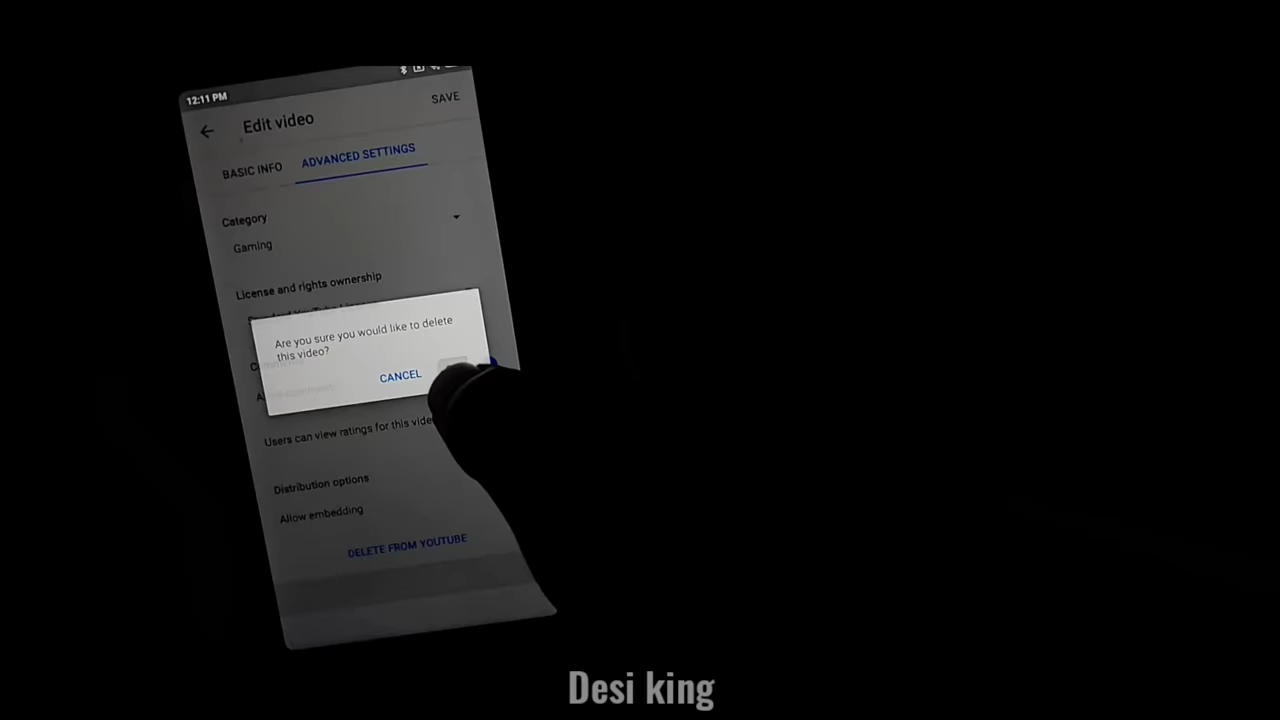 12:11 PM
Edit video
SAVE
BASIC INFO
ADVANCED SETTINGS
Category
Gaming
License and rights ownership
Are you sure you would like to delete
this video?
CANCEL
Users can view ratings for this
Distribution options
Allow embedding
DELETE FROM YOUTUBE
Desi king